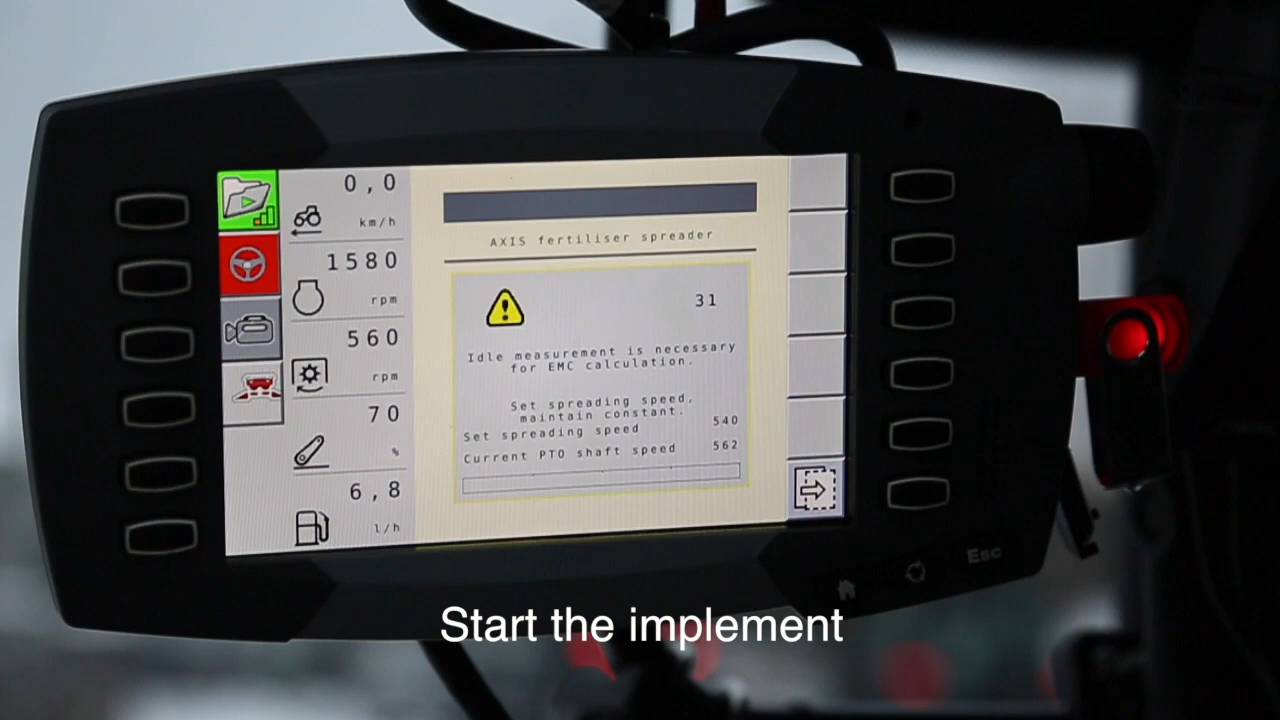 0,0
km/h
1580
rpm
560
rpm
70
%
6,8
l/h
AXIS fertiliser spreader
31
Idle measurement is necessary
for EMC calculation.
Set spreading speed,
maintain constant.
Set spreading speed 540
Current PTO shaft speed 562
Esc
Start the implement